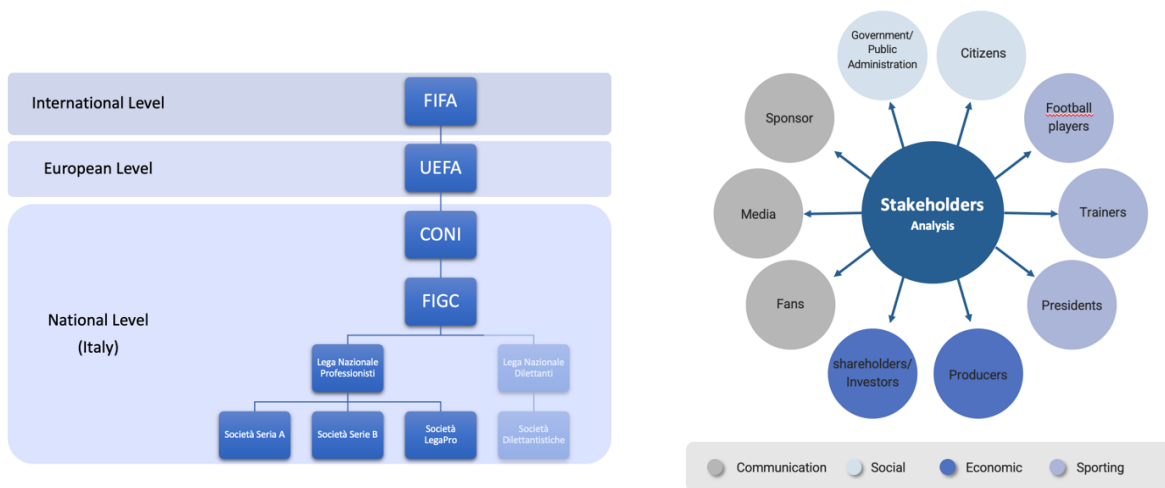 International Level
FIFA
European Level
UEFA
National Level
(Italy)
CONI
FIGC
Lega Nazionale
Professionisti
Lega Nazionale
Dilettanti
Società Seria A
Società Serie B
Società
LegaPro
Società
Dilettantistiche
Government/
Public
Administration
Citizens
Sponsor
Football
players
Media
Stakeholders
Analysis
Trainers
Fans
Presidents
shareholders/
Investors
Producers
Communication
Social
Economic
Sporting